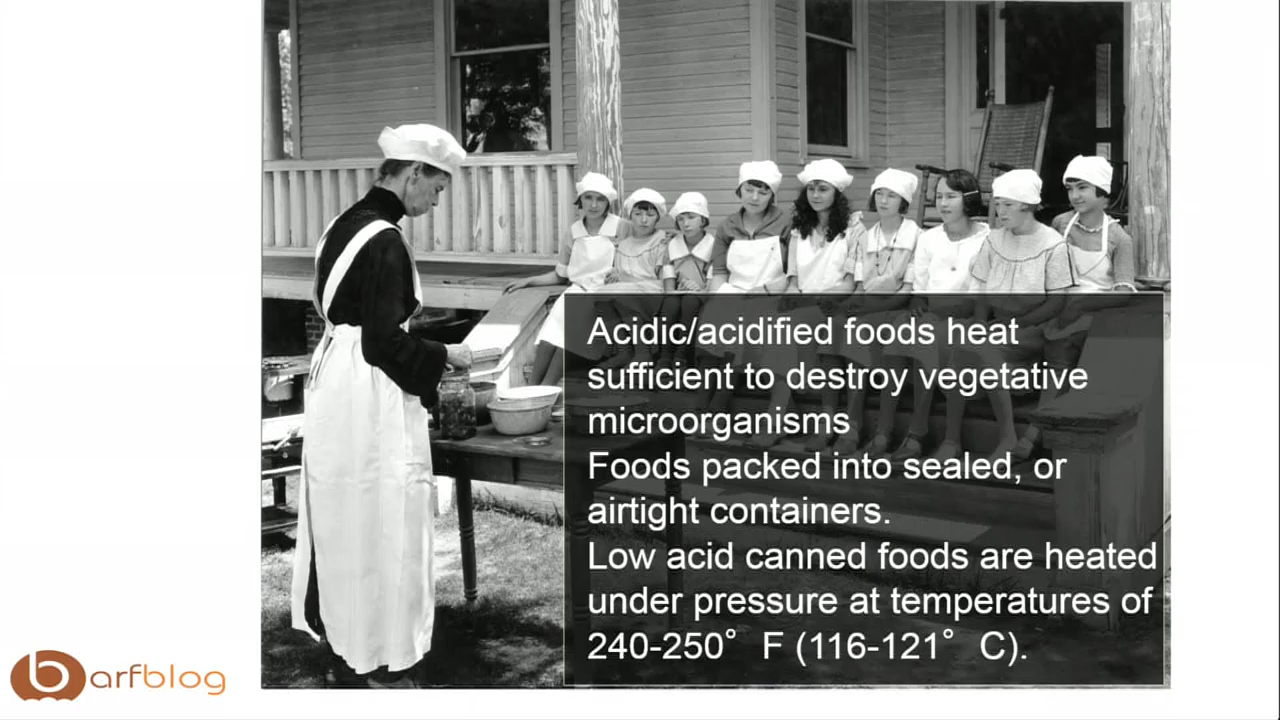 Acidic/acidified foods heat
sufficient to destroy vegetative
microorganisms
Foods packed into sealed, or
airtight containers.
Low acid canned foods are heated
under pressure at temperatures of
240-250° F (116-121° C).
barfblog